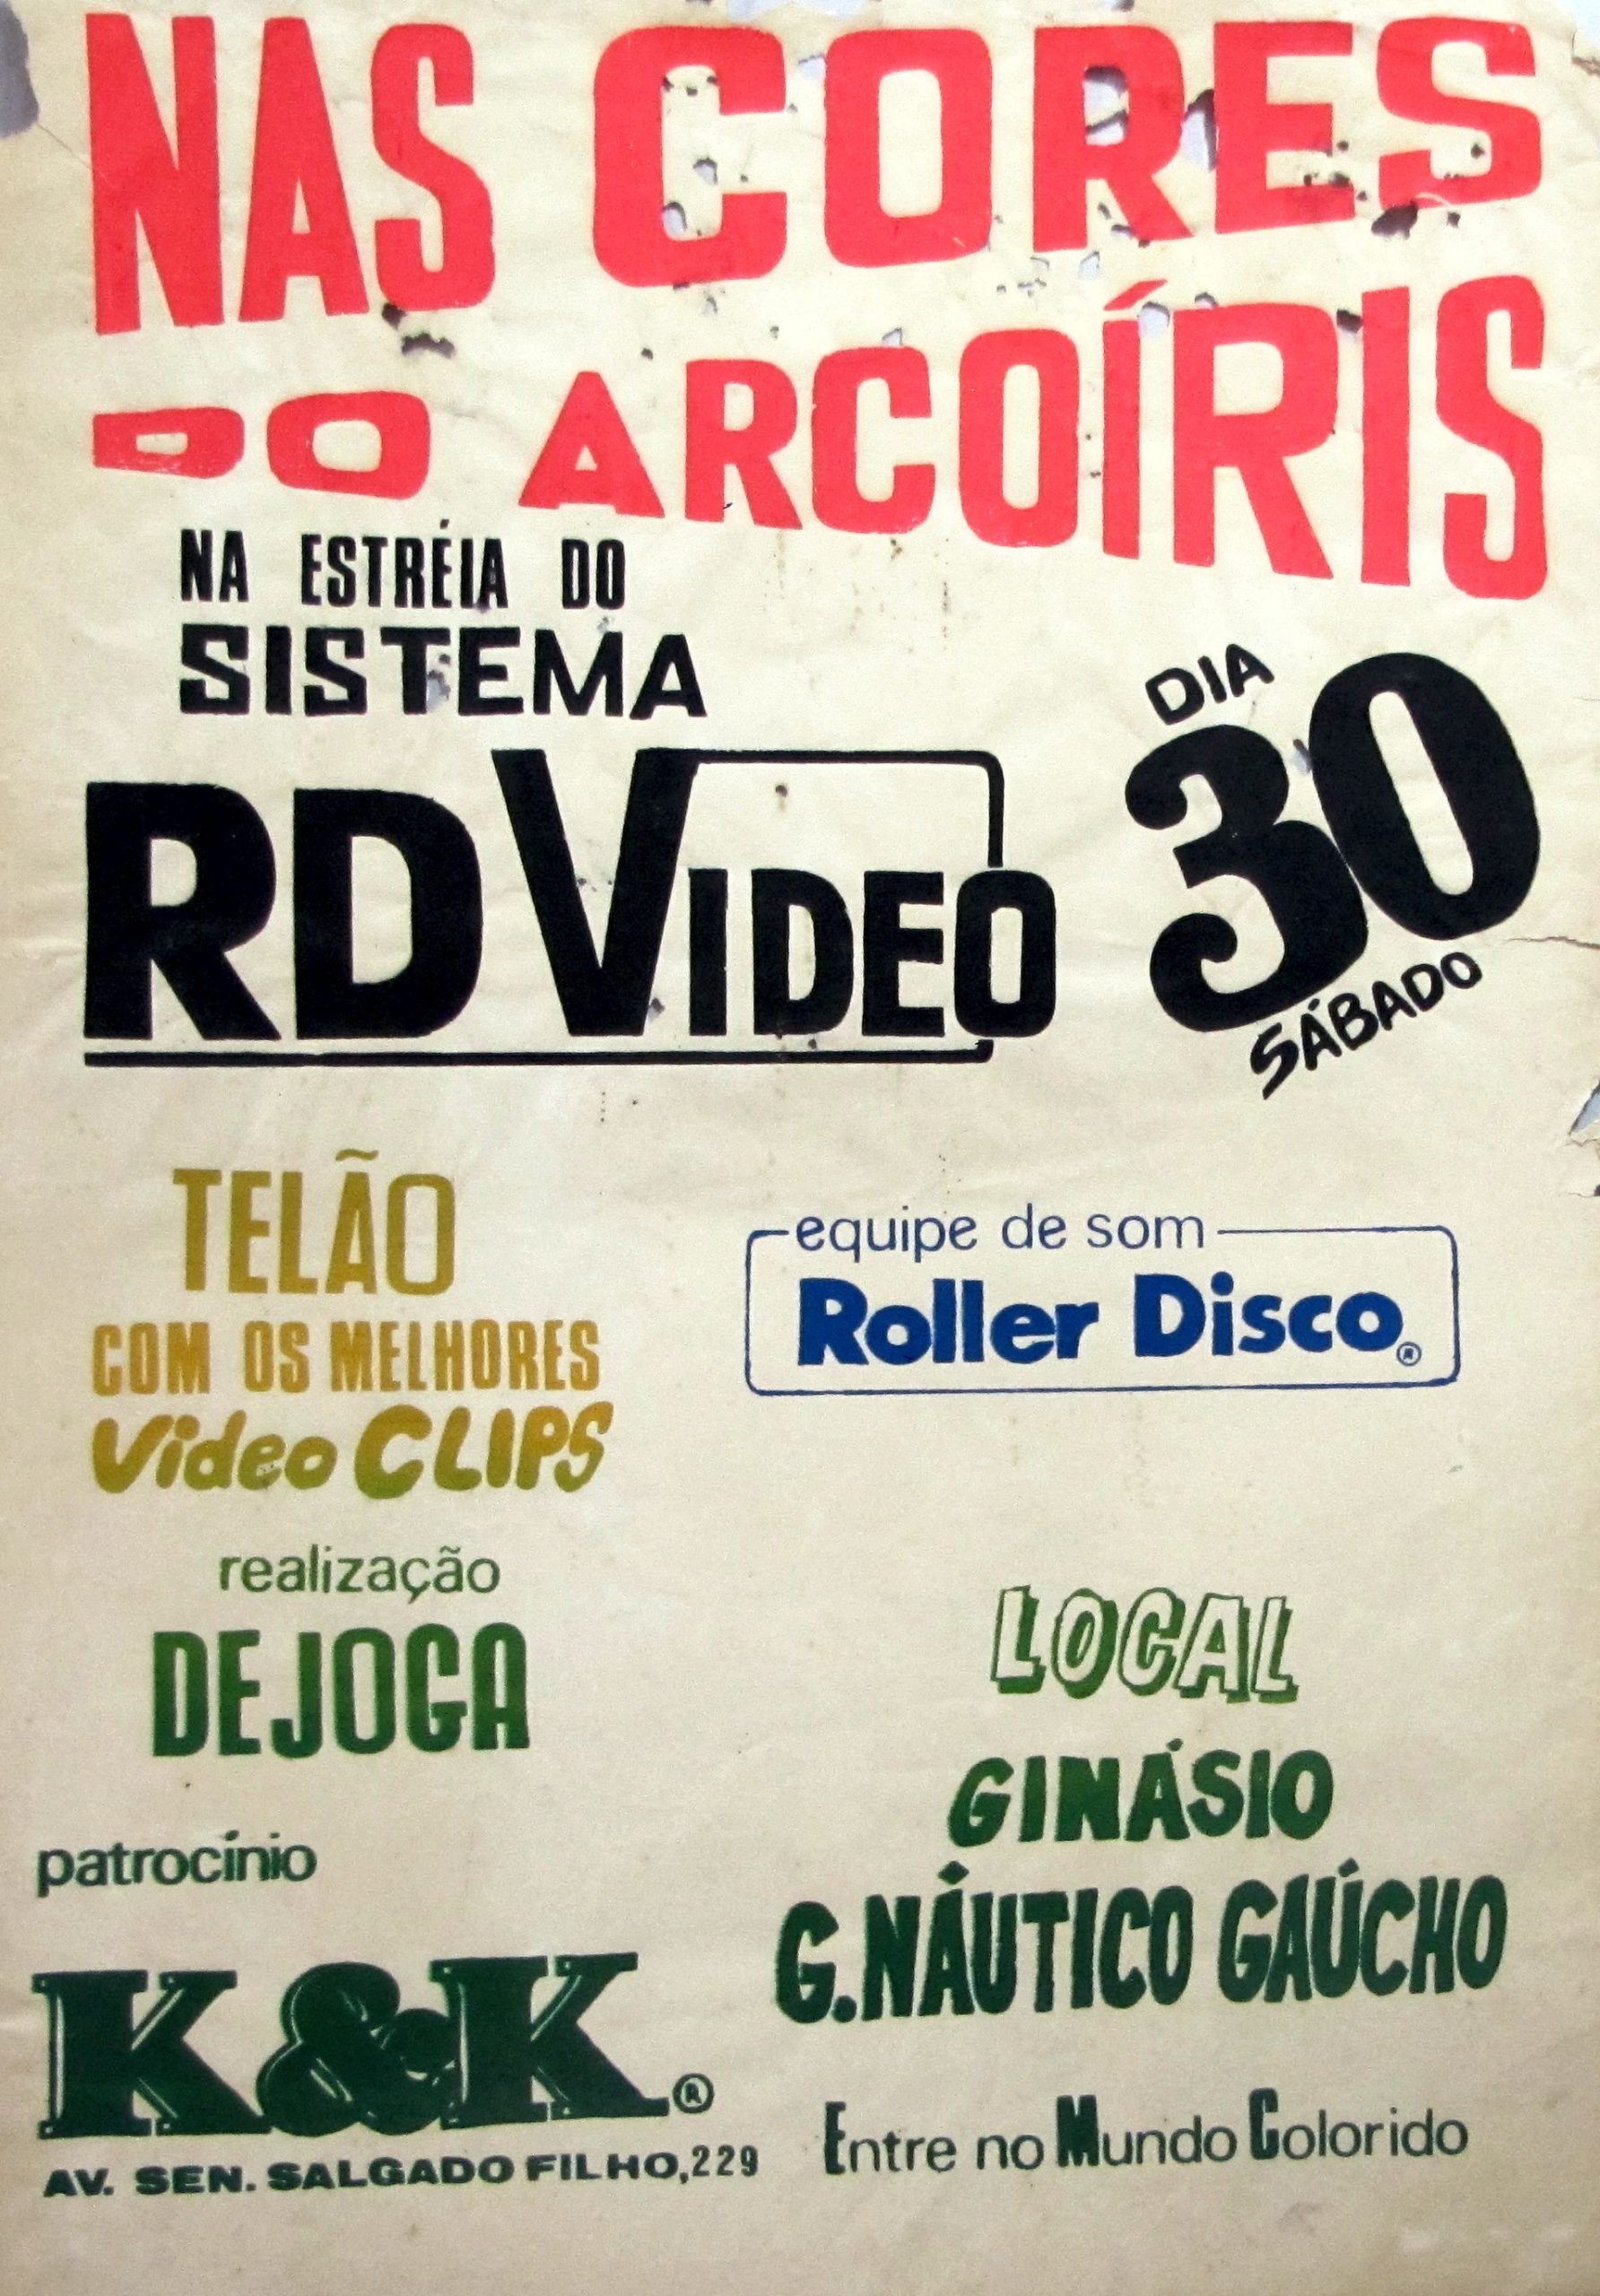 NAS CORES
DO ARCOÍRIS
NA ESTRÉIA DO
SISTEMA
RD VIDEO
DIA
30
SÁBADO
TELÃO
COM OS MELHORES
Video CLIPS
equipe de som
Roller Disco®
realização
DEJOGA
LOCAL
GINÁSIO
G.NÁUTICO GAÚCHO
patrocínio
K&K®
AV. SEN. SALGADO FILHO,229
Entre no Mundo Colorido